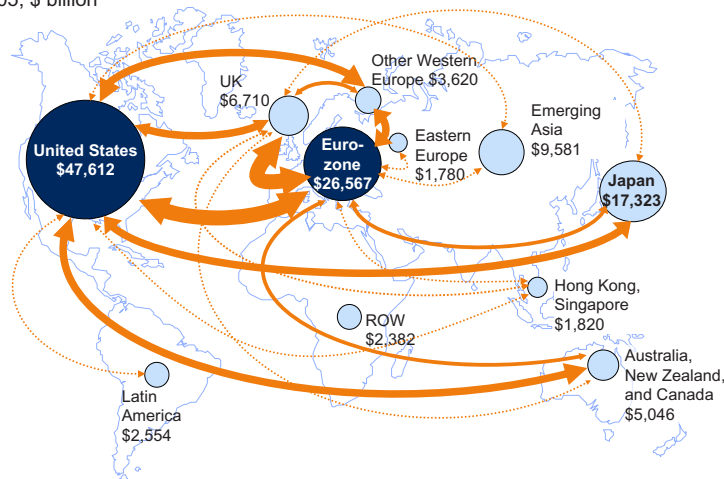 $ billion
UK
$6,710
Other Western
Europe $3,620
United States
$47,612
Euro-
zone
$26,567
Eastern
Europe
$1,780
Emerging
Asia
$9,581
Japan
$17,323
Hong Kong,
Singapore
$1,820
ROW
$2,382
Latin
America
$2,554
Australia,
New Zealand,
and Canada
$5,046